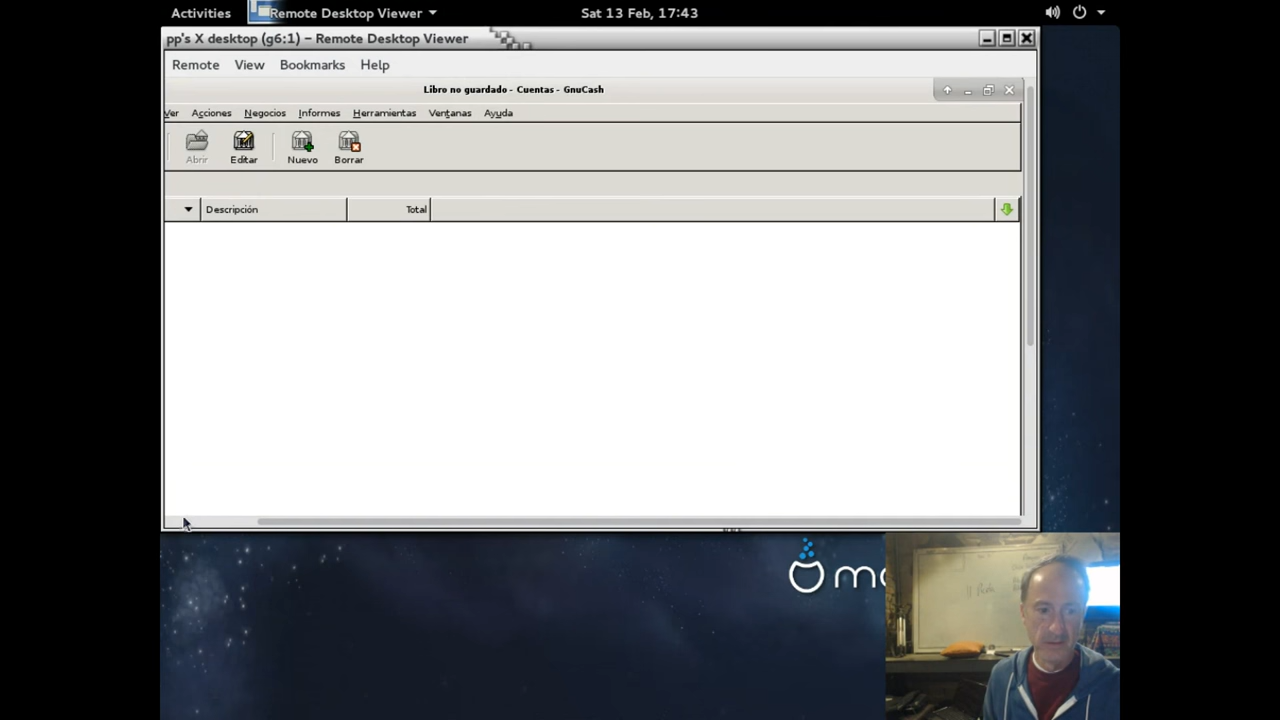 Activities Remote Desktop Viewer Sat 13 Feb, 17:43
pp's X desktop (g6:1) – Remote Desktop Viewer
Remote View Bookmarks Help
Libro no guardado - Cuentas - GnuCash
Ver Acciones Negocios Informes Herramientas Ventanas Ayuda
Abrir Editar Nuevo Borrar
Descripción Total